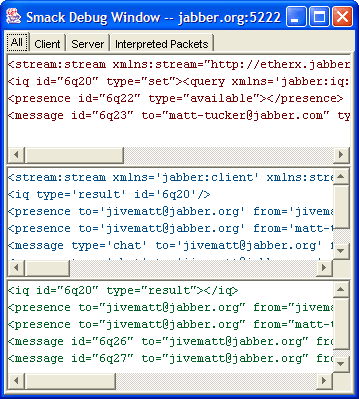 Smack Debug Window -- jabber.org:5222
All Client Server Interpreted Packets
<stream:stream xmlns:stream="http://etherx.jabber
<iq id="6q20" type="set"><query xmlns='jabber:iq:
<presence id="6q22" type="available"></presence>
<message id="6q23" to="matt-tucker@jabber.com" ty
<stream:stream xmlns='jabber:client' xmlns:stre
<iq type='result' id='6q20'/>
<presence to='jivematt@jabber.org' from='jivema
<presence to='jivematt@jabber.org' from='matt-t
<message type='chat' to='jivematt@jabber.org' f
<iq id="6q20" type="result"></iq>
<presence to="jivematt@jabber.org" from="jivema
<presence to="jivematt@jabber.org" from="matt-t
<message id="6q26" to="jivematt@jabber.org" fro
<message id="6q27" to="jivematt@jabber.org" fro